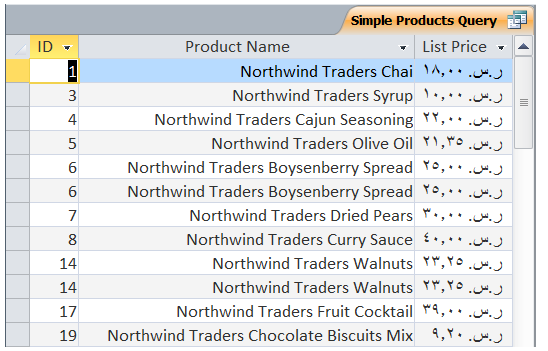 Simple Products Query
ID Product Name List Price
1 Northwind Traders Chai ر.س. ١٨,٠٠
3 Northwind Traders Syrup ر.س. ١٠,٠٠
4 Northwind Traders Cajun Seasoning ر.س. ٢٢,٠٠
5 Northwind Traders Olive Oil ر.س. ٢١,٣٥
6 Northwind Traders Boysenberry Spread ر.س. ٢٥,٠٠
6 Northwind Traders Boysenberry Spread ر.س. ٢٥,٠٠
7 Northwind Traders Dried Pears ر.س. ٣٠,٠٠
8 Northwind Traders Curry Sauce ر.س. ٤٠,٠٠
14 Northwind Traders Walnuts ر.س. ٢٣,٢٥
14 Northwind Traders Walnuts ر.س. ٢٣,٢٥
17 Northwind Traders Fruit Cocktail ر.س. ٣٩,٠٠
19 Northwind Traders Chocolate Biscuits Mix ر.س. ٩,٢٠